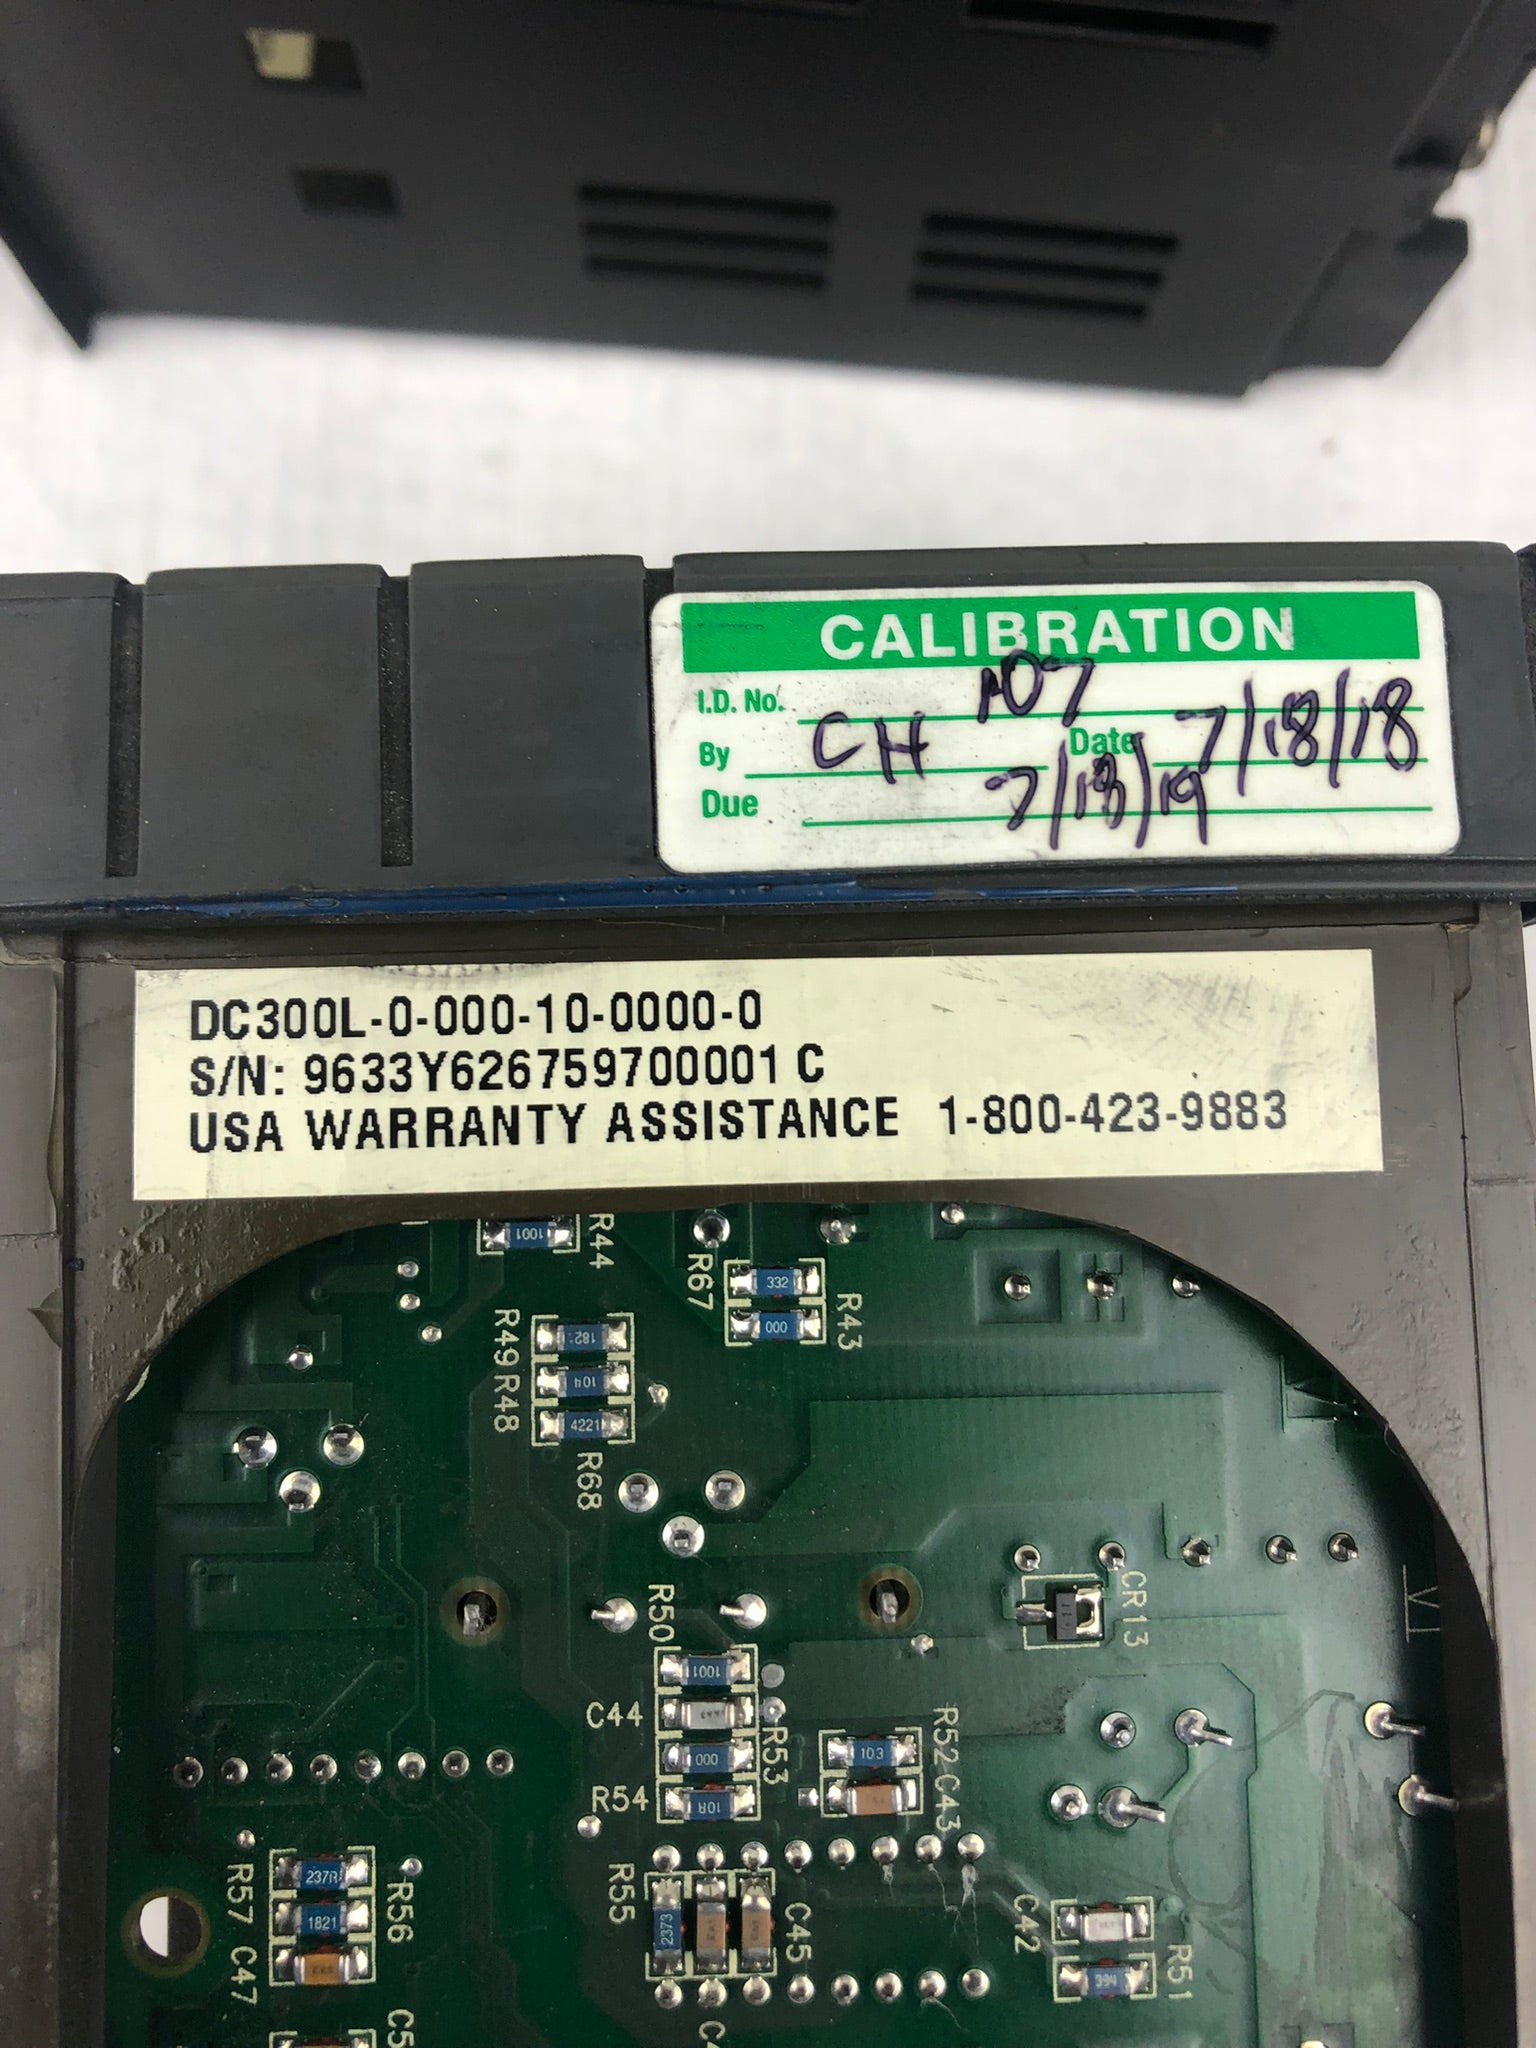 CALIBRATION
I.D. No. 107
By CH Date 7/18/18
Due 7/18/19
DC300L-0-000-10-0000-0
S/N: 9633Y626759700001 C
USA WARRANTY ASSISTANCE 1-800-423-9883
1001
R44
R67
332
000
R43
R49
R48
182
104
4221
R68
R50
1001
CR13
C44
000
R53
R54
10R
103
R52
C43
R57
C47
237R
1821
R56
R55
2373
C45
C42
394
R51